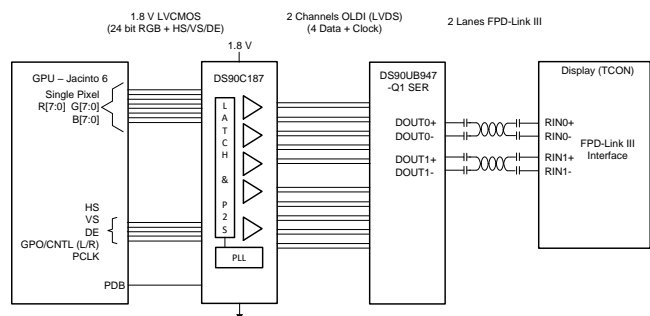 1.8 V LVCMOS
(24 bit RGB + HS/VS/DE)
2 Channels OLDI (LVDS)
(4 Data + Clock)
2 Lanes FPD-Link III
1.8 V
GPU – Jacinto 6
Single Pixel
R[7:0] G[7:0]
B[7:0]
HS
VS
DE
GPO/CNTL (L/R)
PCLK
PDB
DS90C187
LATCH & P2S
PLL
DS90UB947
-Q1 SER
DOUT0+
DOUT0-
DOUT1+
DOUT1-
Display (TCON)
RIN0+
RIN0-
RIN1+
RIN1-
FPD-Link III
Interface